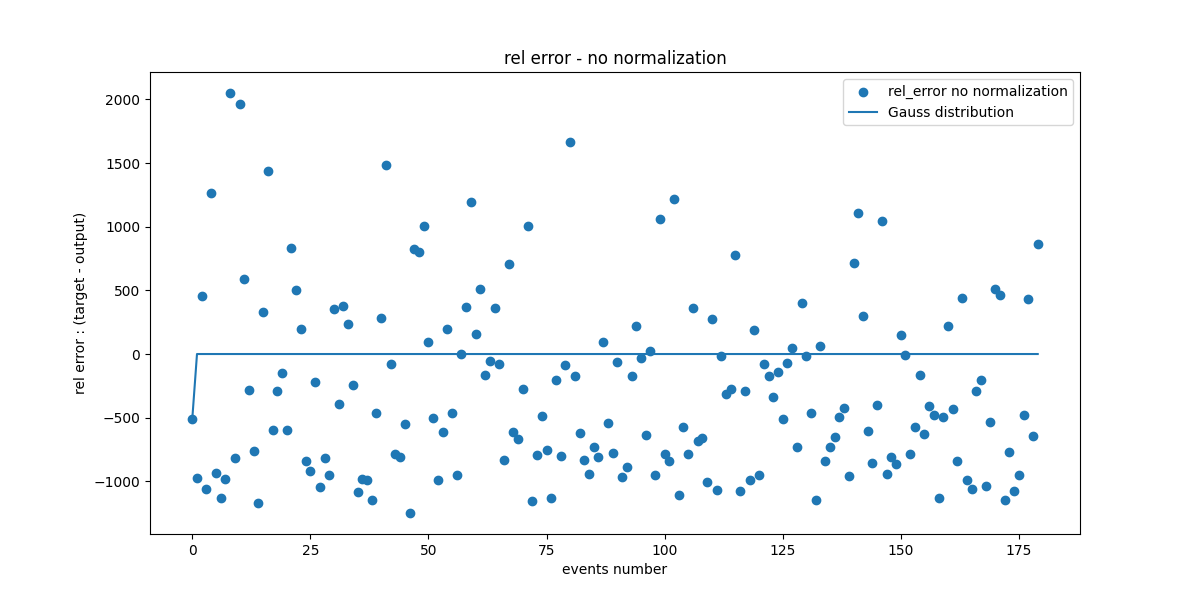 rel error - no normalization
rel_error no normalization
Gauss distribution
rel error : (target - output)
2000
1500
1000
500
0
−500
−1000
0 25 50 75 100 125 150 175
events number